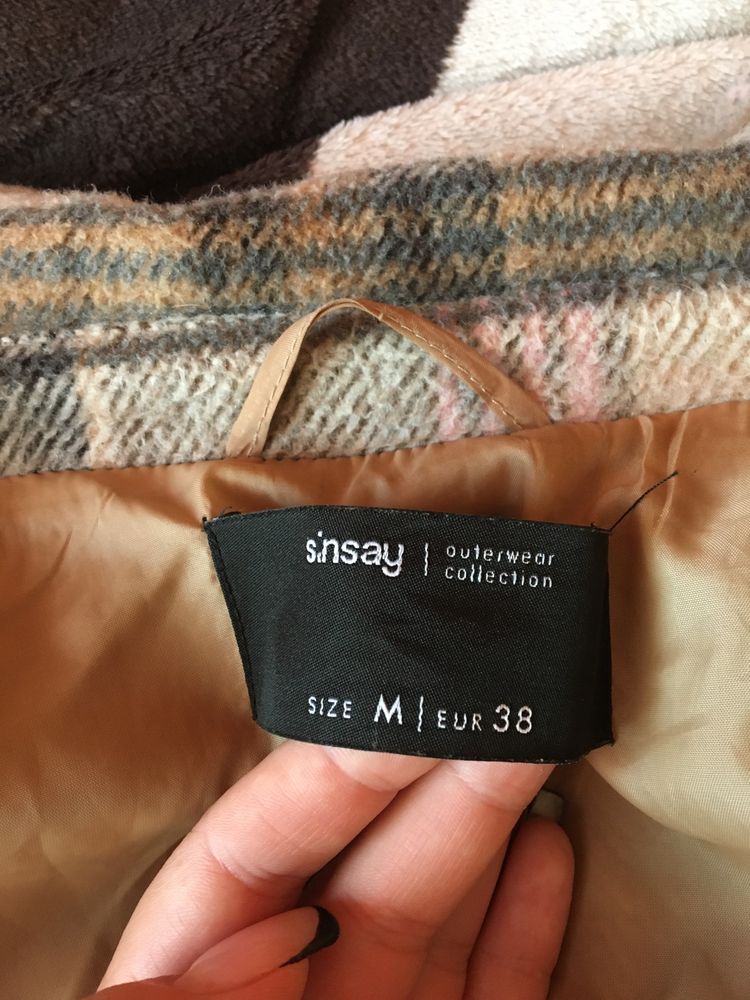 sinsay | outerwear
collection
SIZE M | EUR 38